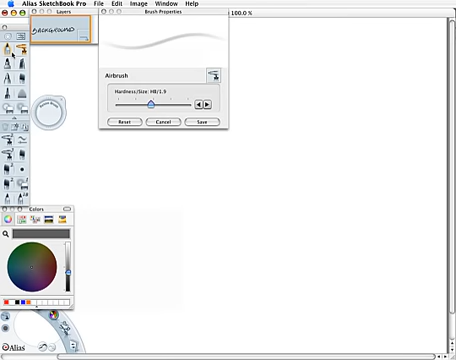 Alias SketchBook Pro File Edit Image Window Help
Layers
Brush Properties
100.0 %
BACKGROUND
Airbrush
Hardness/Size: HB/1.9
Reset Cancel Save
Colors
Alias